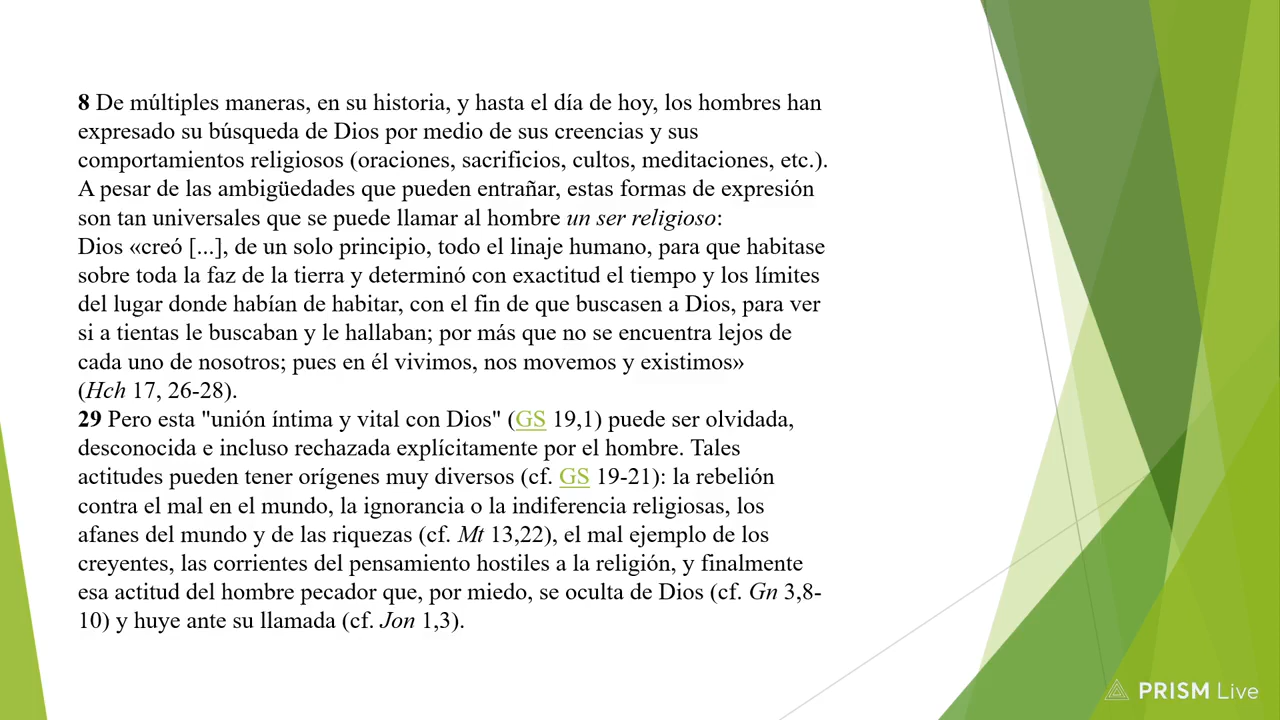 8 De múltiples maneras, en su historia, y hasta el día de hoy, los hombres han
expresado su búsqueda de Dios por medio de sus creencias y sus
comportamientos religiosos (oraciones, sacrificios, cultos, meditaciones, etc.).
A pesar de las ambigüedades que pueden entrañar, estas formas de expresión
son tan universales que se puede llamar al hombre un ser religioso:
Dios «creó [...], de un solo principio, todo el linaje humano, para que habitase
sobre toda la faz de la tierra y determinó con exactitud el tiempo y los límites
del lugar donde habían de habitar, con el fin de que buscasen a Dios, para ver
si a tientas le buscaban y le hallaban; por más que no se encuentra lejos de
cada uno de nosotros; pues en él vivimos, nos movemos y existimos»
(Hch 17, 26-28).
29 Pero esta "unión íntima y vital con Dios" (GS 19,1) puede ser olvidada,
desconocida e incluso rechazada explícitamente por el hombre. Tales
actitudes pueden tener orígenes muy diversos (cf. GS 19-21): la rebelión
contra el mal en el mundo, la ignorancia o la indiferencia religiosas, los
afanes del mundo y de las riquezas (cf. Mt 13,22), el mal ejemplo de los
creyentes, las corrientes del pensamiento hostiles a la religión, y finalmente
esa actitud del hombre pecador que, por miedo, se oculta de Dios (cf. Gn 3,8-
10) y huye ante su llamada (cf. Jon 1,3).
PRISM Live